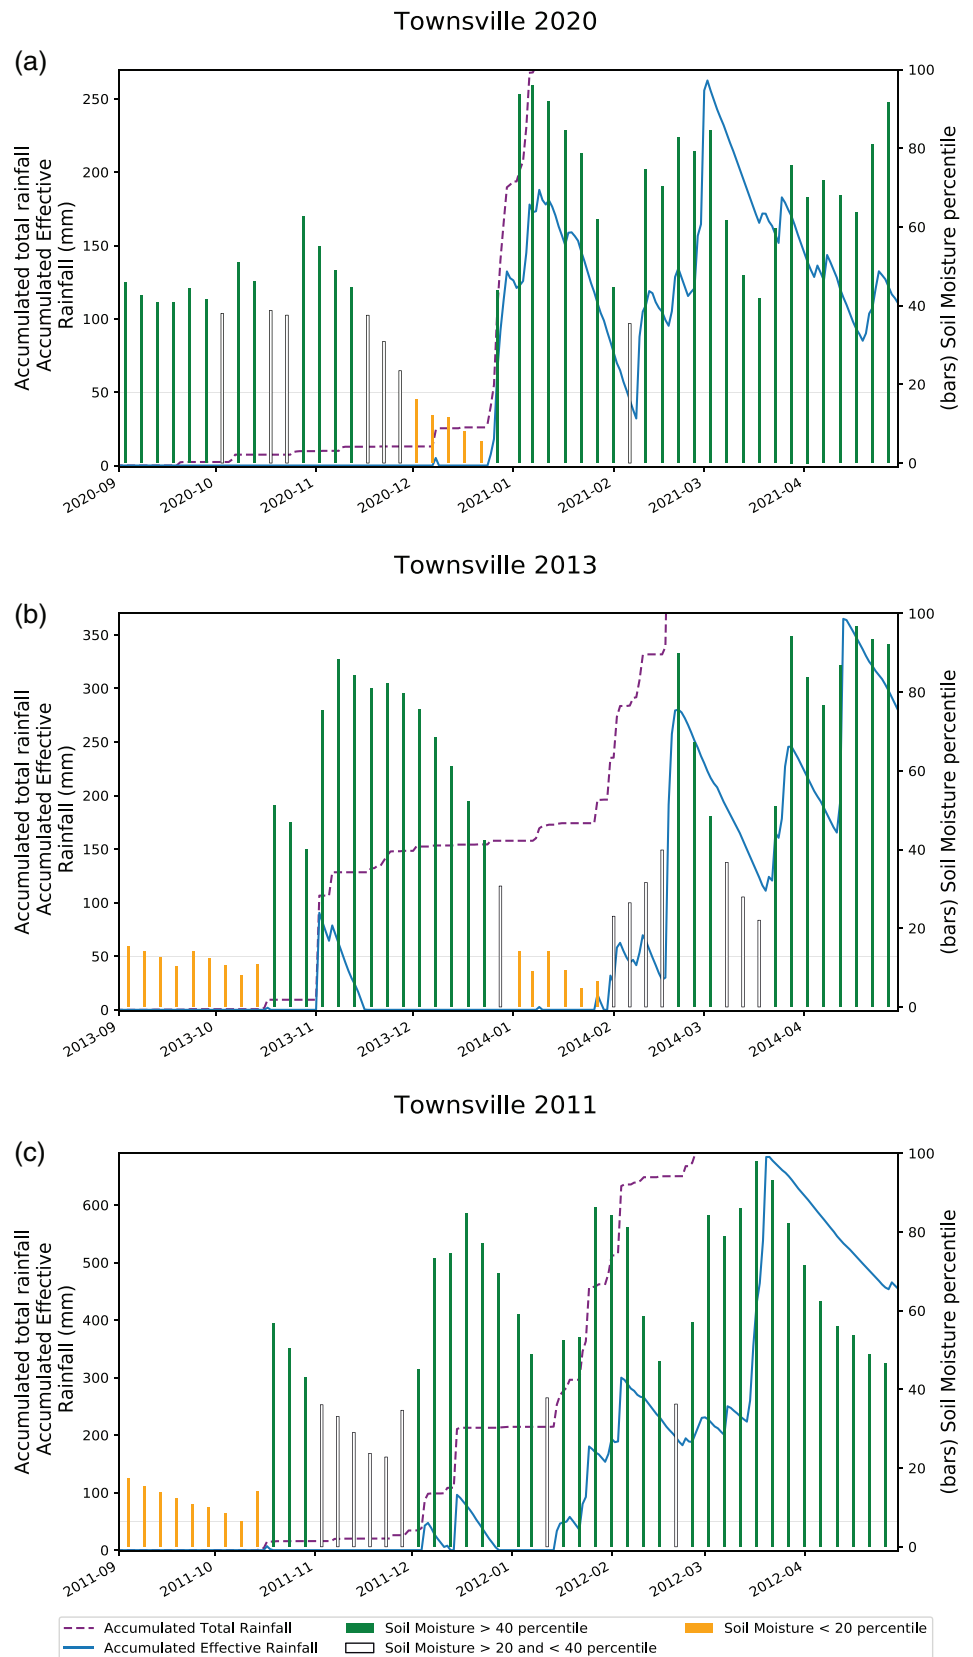 Townsville 2020
(a)
Accumulated total rainfall
Accumulated Effective
Rainfall (mm)
250
200
150
100
50
0
100
80
60
40
20
0
(bars) Soil Moisture percentile
2020-09
2020-10
2020-11
2020-12
2021-01
2021-02
2021-03
2021-04
Townsville 2013
(b)
Accumulated total rainfall
Accumulated Effective
Rainfall (mm)
350
300
250
200
150
100
50
0
100
80
60
40
20
0
(bars) Soil Moisture percentile
2013-09
2013-10
2013-11
2013-12
2014-01
2014-02
2014-03
2014-04
Townsville 2011
(c)
Accumulated total rainfall
Accumulated Effective
Rainfall (mm)
600
500
400
300
200
100
0
100
80
60
40
20
0
(bars) Soil Moisture percentile
2011-09
2011-10
2011-11
2011-12
2012-01
2012-02
2012-03
2012-04
Accumulated Total Rainfall
Accumulated Effective Rainfall
Soil Moisture > 40 percentile
Soil Moisture > 20 and < 40 percentile
Soil Moisture < 20 percentile